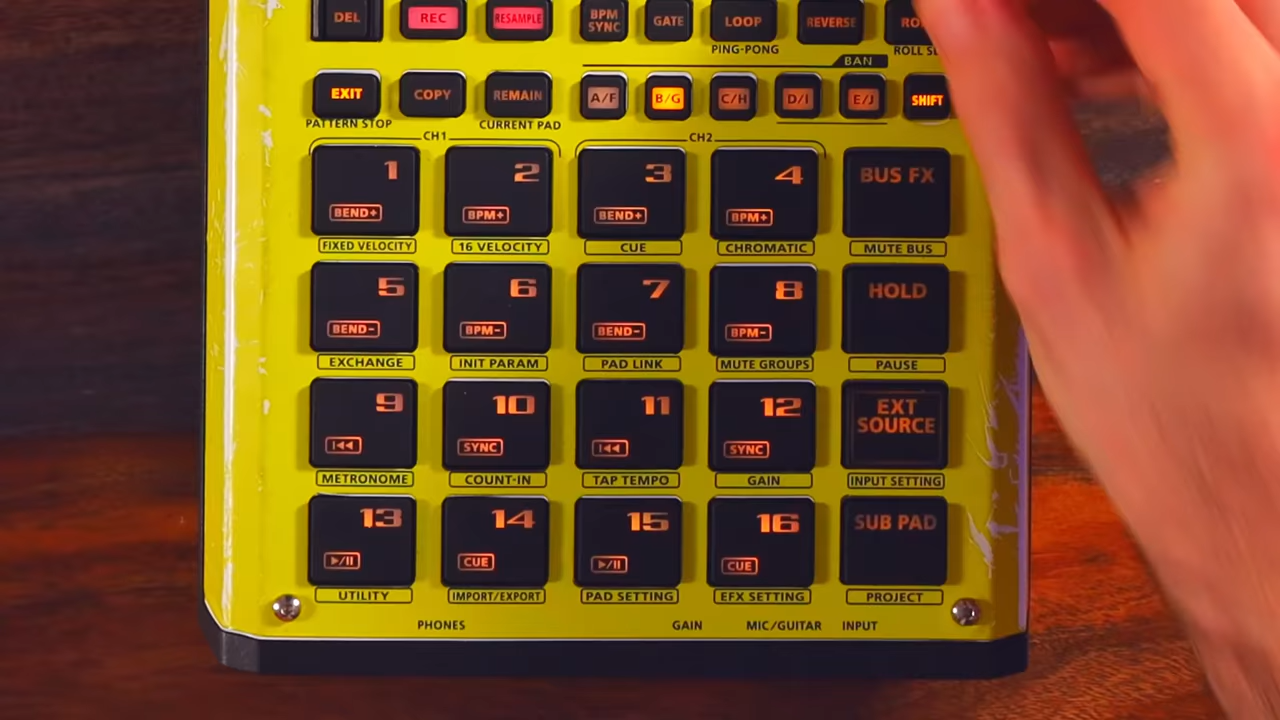 DEL REC RESAMPLE BPM SYNC GATE LOOP REVERSE
PING-PONG
BAN
EXIT COPY REMAIN A/F B/G C/H D/I E/J SHIFT
PATTERN STOP CURRENT PAD
CH1 CH2
1 2 3 4 BUS FX
BEND+ BPM+ BEND+ BPM+
FIXED VELOCITY 16 VELOCITY CUE CHROMATIC MUTE BUS
5 6 7 8 HOLD
BEND- BPM- BEND- BPM-
EXCHANGE INIT PARAM PAD LINK MUTE GROUPS PAUSE
9 10 11 12 EXT SOURCE
SYNC SYNC
METRONOME COUNT-IN TAP TEMPO GAIN INPUT SETTING
13 14 15 16 SUB PAD
CUE CUE
UTILITY IMPORT/EXPORT PAD SETTING EFX SETTING PROJECT
PHONES GAIN MIC/GUITAR INPUT